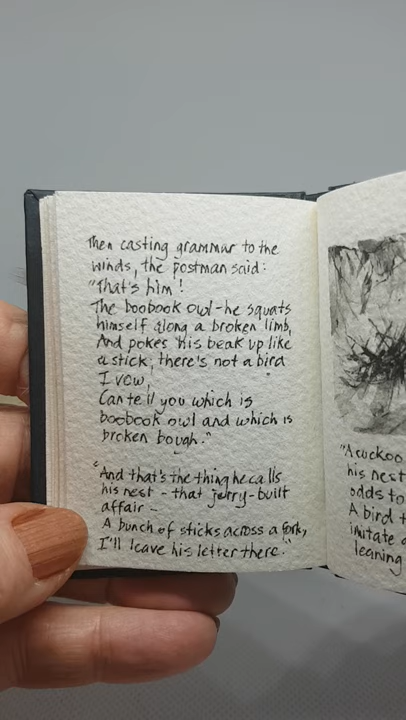 Then casting grammar to the
winds, the postman said:
"That's him!
The boobook owl - he squats
himself along a broken limb,
And pokes his beak up like
a stick; there's not a bird
I vow,
Can tell you which is
boobook owl and which is
broken bough."
"And that's the thing he calls
his nest - that jerry-built
affair -
A bunch of sticks across a fork,
I'll leave his letter there."
"A cuckoo
his nest
odds to
A bird t
imitate
leaning